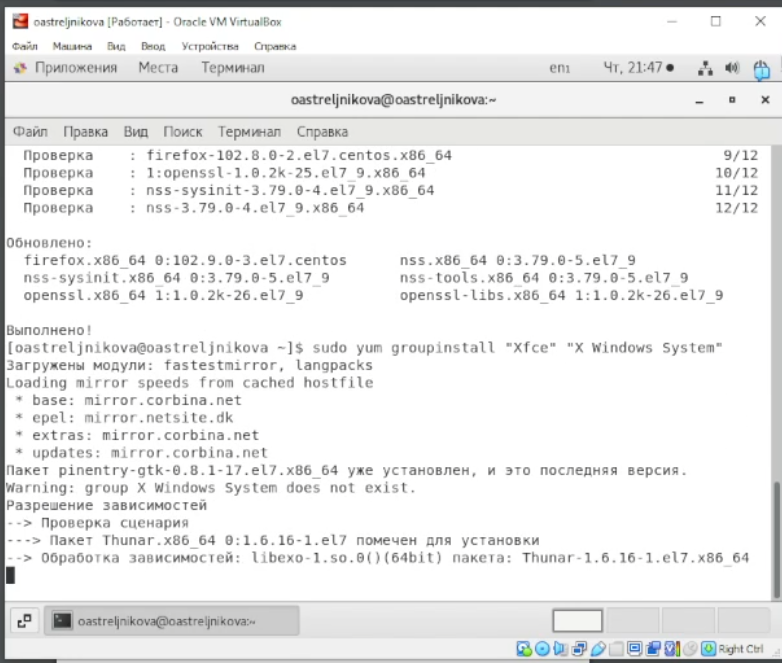 oastreljnikova [Работает] - Oracle VM VirtualBox
Файл Машина Вид Ввод Устройства Справка
Приложения Места Терминал en₁ Чт, 21:47
oastreljnikova@oastreljnikova:~
Файл Правка Вид Поиск Терминал Справка
Проверка : firefox-102.8.0-2.el7.centos.x86_64 9/12
Проверка : 1:openssl-1.0.2k-25.el7_9.x86_64 10/12
Проверка : nss-sysinit-3.79.0-4.el7_9.x86_64 11/12
Проверка : nss-3.79.0-4.el7_9.x86_64 12/12
Обновлено:
firefox.x86_64 0:102.9.0-3.el7.centos nss.x86_64 0:3.79.0-5.el7_9
nss-sysinit.x86_64 0:3.79.0-5.el7_9 nss-tools.x86_64 0:3.79.0-5.el7_9
openssl.x86_64 1:1.0.2k-26.el7_9 openssl-libs.x86_64 1:1.0.2k-26.el7_9
Выполнено!
[oastreljnikova@oastreljnikova ~]$ sudo yum groupinstall "Xfce" "X Windows System"
Загружены модули: fastestmirror, langpacks
Loading mirror speeds from cached hostfile
* base: mirror.corbina.net
* epel: mirror.netsite.dk
* extras: mirror.corbina.net
* updates: mirror.corbina.net
Пакет pinentry-gtk-0.8.1-17.el7.x86_64 уже установлен, и это последняя версия.
Warning: group X Windows System does not exist.
Разрешение зависимостей
--> Проверка сценария
---> Пакет Thunar.x86_64 0:1.6.16-1.el7 помечен для установки
--> Обработка зависимостей: libexo-1.so.0()(64bit) пакета: Thunar-1.6.16-1.el7.x86_64
oastreljnikova@oastreljnikova:~
Right Ctrl